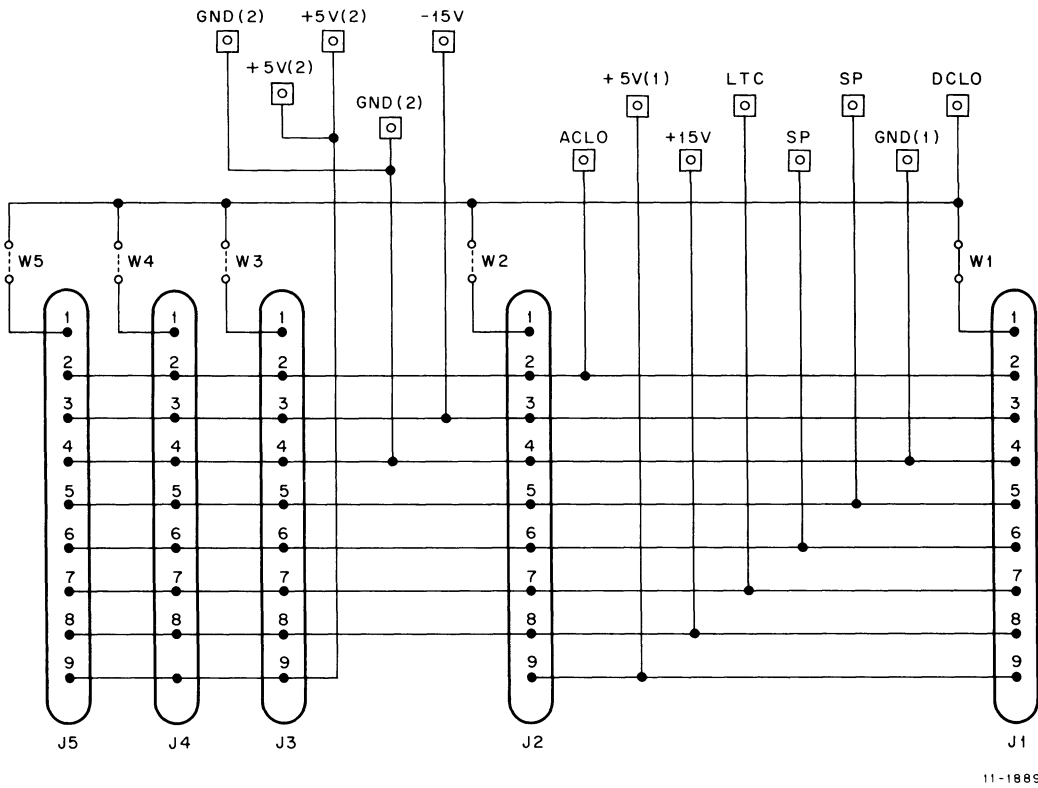 GND(2) +5V(2) -15V
+5V(2)
GND(2)
+5V(1) LTC SP DCLO
ACLO +15V SP GND(1)
W5 W4 W3 W2 W1
1 1 1 1 1
2 2 2 2 2
3 3 3 3 3
4 4 4 4 4
5 5 5 5 5
6 6 6 6 6
7 7 7 7 7
8 8 8 8 8
9 9 9 9
J5 J4 J3 J2 J1
11-1889